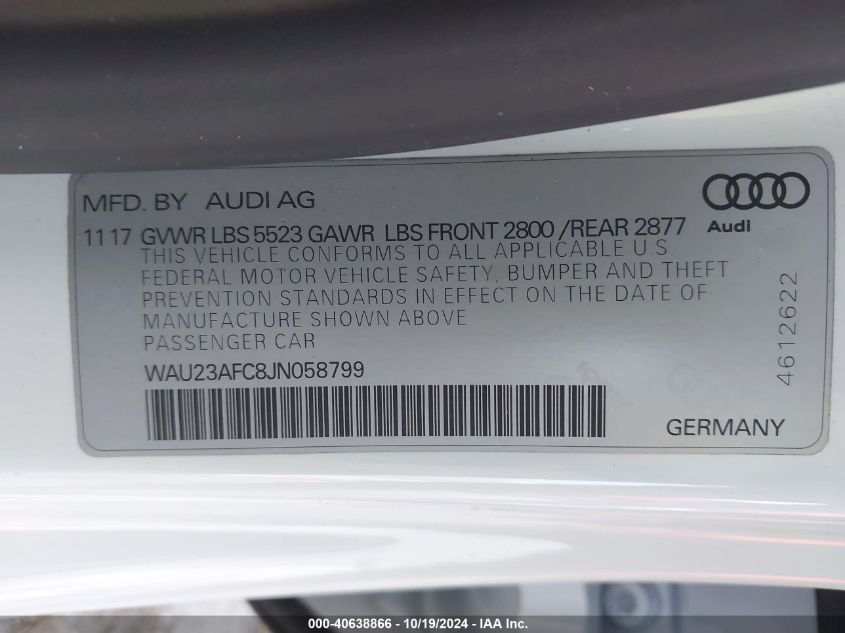 MFD. BY AUDI AG
11 17 GVWR LBS 5523 GAWR LBS FRONT 2800 /REAR 2877
Audi
THIS VEHICLE CONFORMS TO ALL APPLICABLE U.S.
FEDERAL MOTOR VEHICLE SAFETY, BUMPER AND THEFT
PREVENTION STANDARDS IN EFFECT ON THE DATE OF
MANUFACTURE SHOWN ABOVE
PASSENGER CAR
4612622
WAU23AFC8JN058799
GERMANY
000-40638866 - 10/19/2024 - IAA Inc.